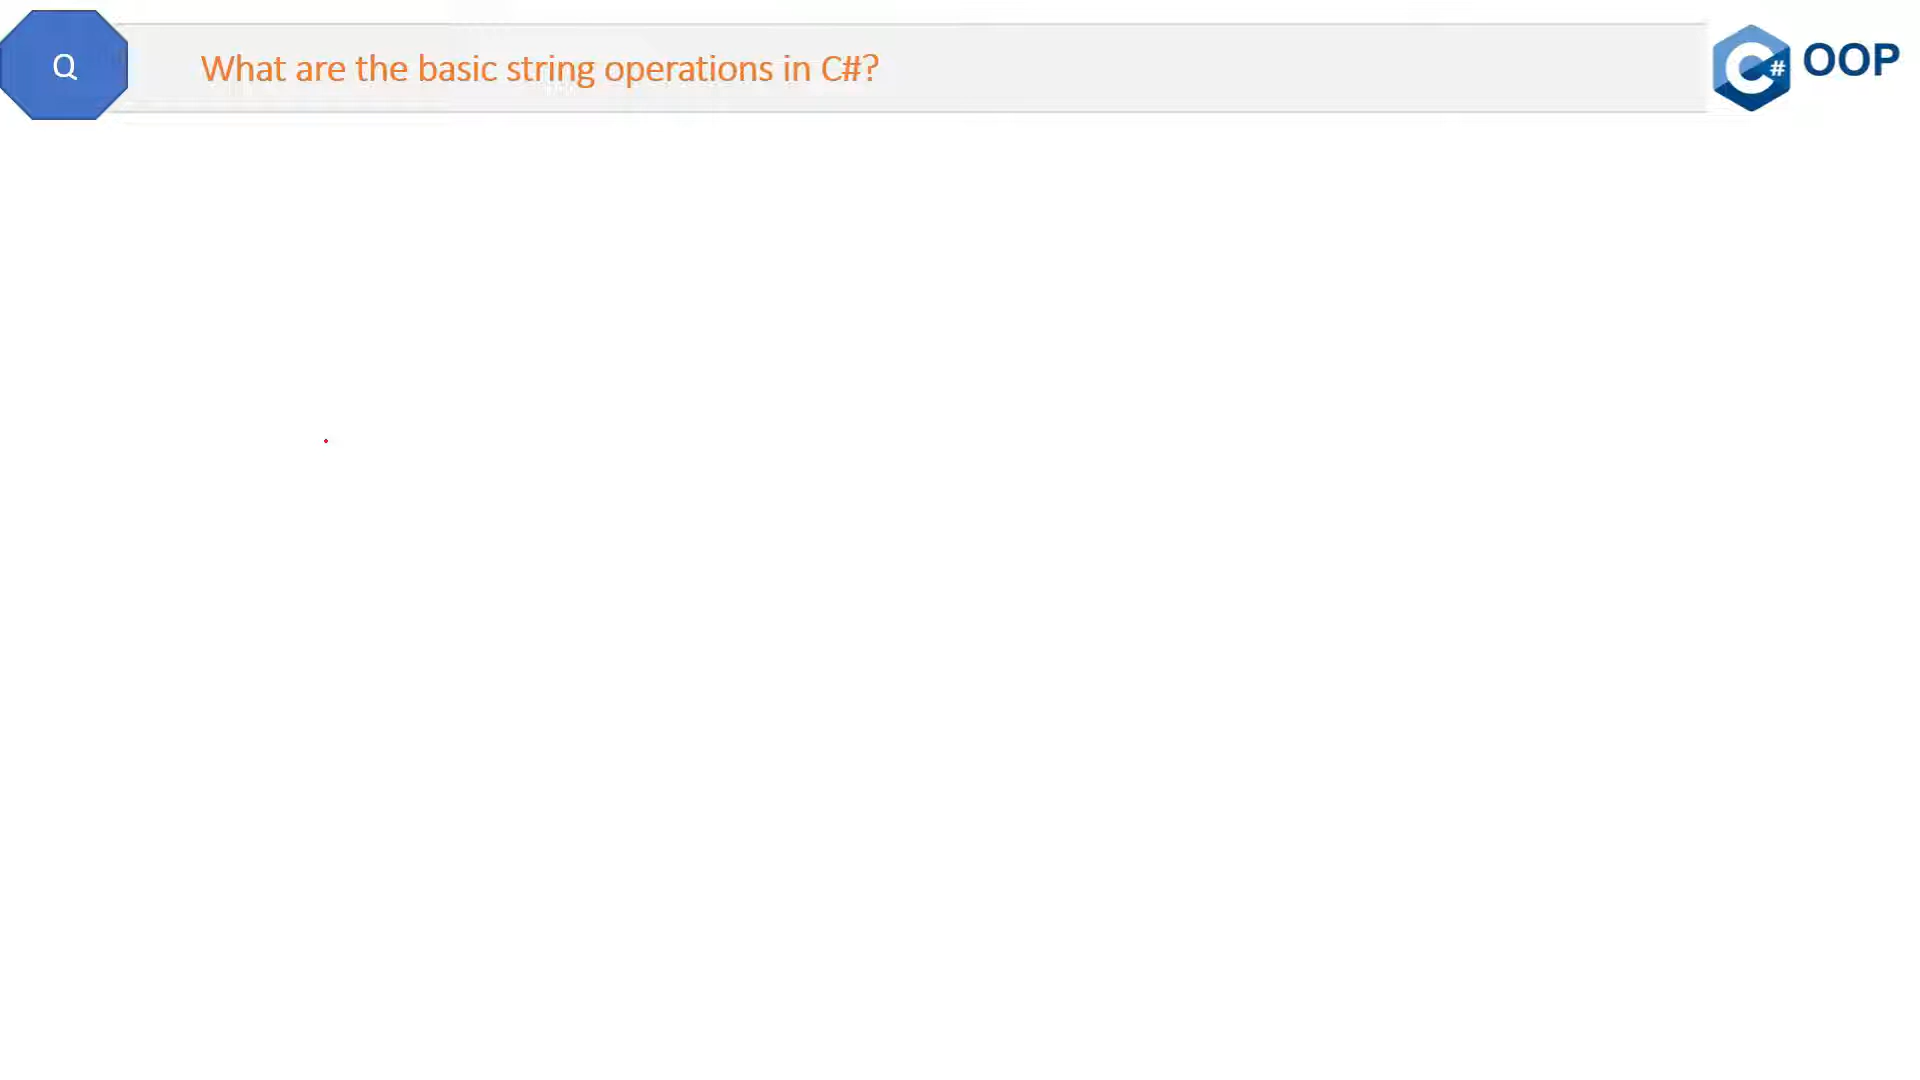 Q
What are the basic string operations in C#?
C# OOP